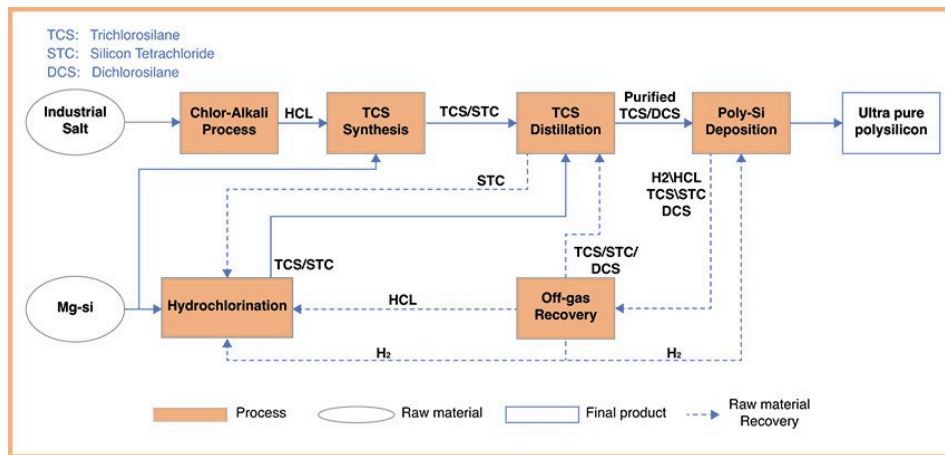 TCS: Trichlorosilane
STC: Silicon Tetrachloride
DCS: Dichlorosilane
Industrial
Salt
Chlor-Alkali
Process
HCL
TCS
Synthesis
TCS/STC
TCS
Distillation
Purified
TCS/DCS
Poly-Si
Deposition
Ultra pure
polysilicon
STC
H2\HCL
TCS\STC
DCS
TCS/STC
TCS/STC/
DCS
Mg-si
Hydrochlorination
HCL
Off-gas
Recovery
H₂
H₂
Process
Raw material
Final product
Raw material
Recovery